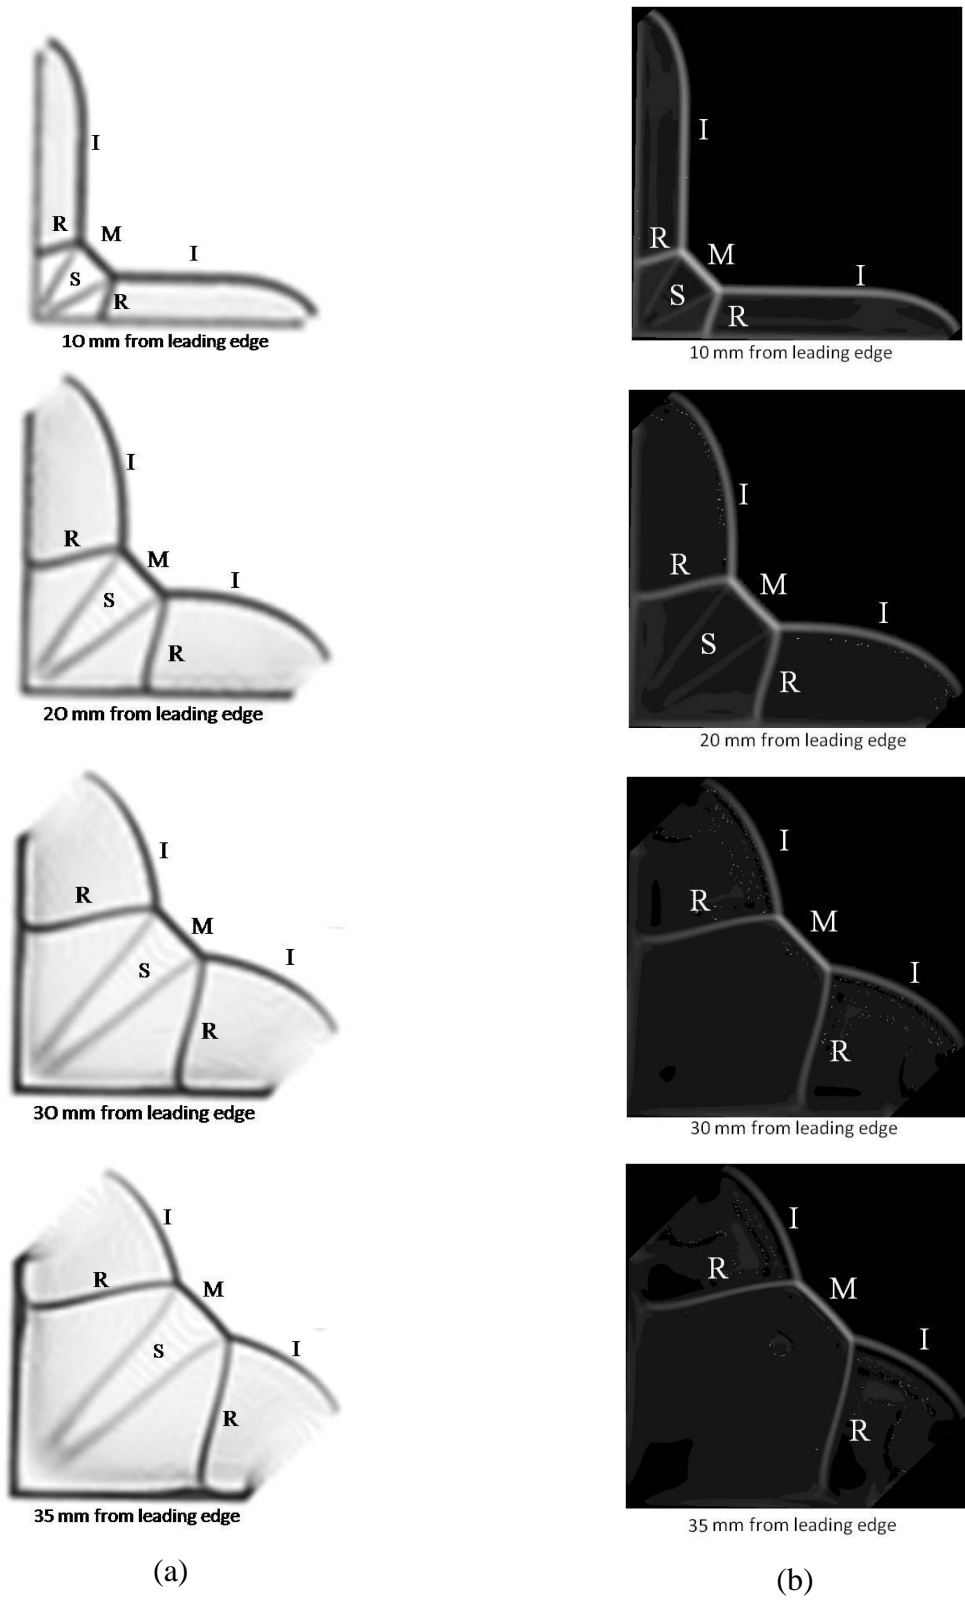 I
R
M
I
S
R
10 mm from leading edge
I
R
M
I
S
R
20 mm from leading edge
I
R
M
I
S
R
30 mm from leading edge
I
R
M
I
S
R
35 mm from leading edge
(a)
I
R
M
I
S
R
10 mm from leading edge
I
R
M
I
S
R
20 mm from leading edge
I
R
M
I
R
30 mm from leading edge
I
R
M
I
R
35 mm from leading edge
(b)